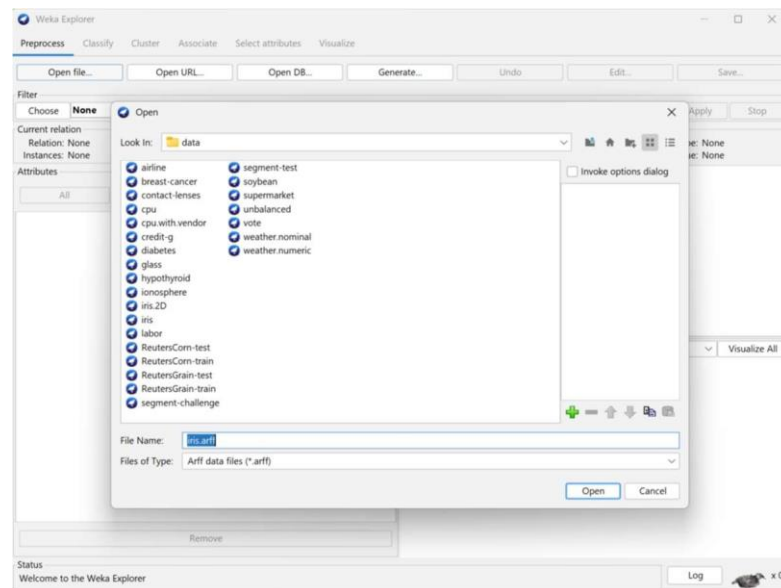 Weka Explorer
Preprocess Classify Cluster Associate Select attributes Visualize
Open file... Open URL... Open DB... Generate... Undo Edit... Save...
Filter
Choose None Apply Stop
Current relation
Relation: None
Instances: None
pe: None
ue: None
Attributes
All
Open
Look In: data
airline
breast-cancer
contact-lenses
cpu
cpu.with.vendor
credit-g
diabetes
glass
hypothyroid
ionosphere
iris.2D
iris
labor
ReutersCorn-test
ReutersCorn-train
ReutersGrain-test
ReutersGrain-train
segment-challenge
segment-test
soybean
supermarket
unbalanced
vote
weather.nominal
weather.numeric
Invoke options dialog
File Name: iris.arff
Files of Type: Arff data files (*.arff)
Open Cancel
Visualize All
Remove
Status
Welcome to the Weka Explorer
Log
x 0